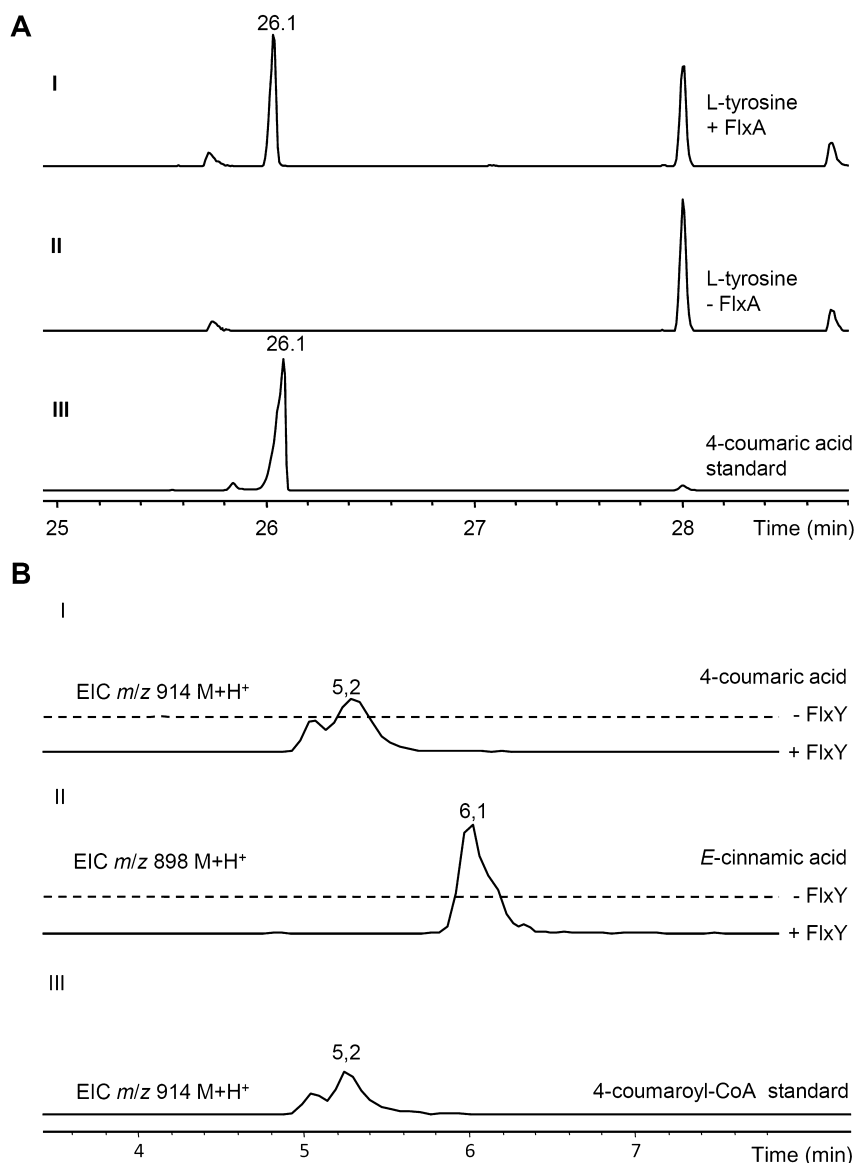 A
26.1
I
L-tyrosine
+ FlxA
II
L-tyrosine
- FlxA
26.1
III
4-coumaric acid
standard
25 26 27 28 Time (min)
B
I
EIC m/z 914 M+H⁺ 5,2 4-coumaric acid
- FlxY
+ FlxY
II
6,1
EIC m/z 898 M+H⁺ E-cinnamic acid
- FlxY
+ FlxY
III
5,2
EIC m/z 914 M+H⁺ 4-coumaroyl-CoA standard
4 5 6 7 Time (min)